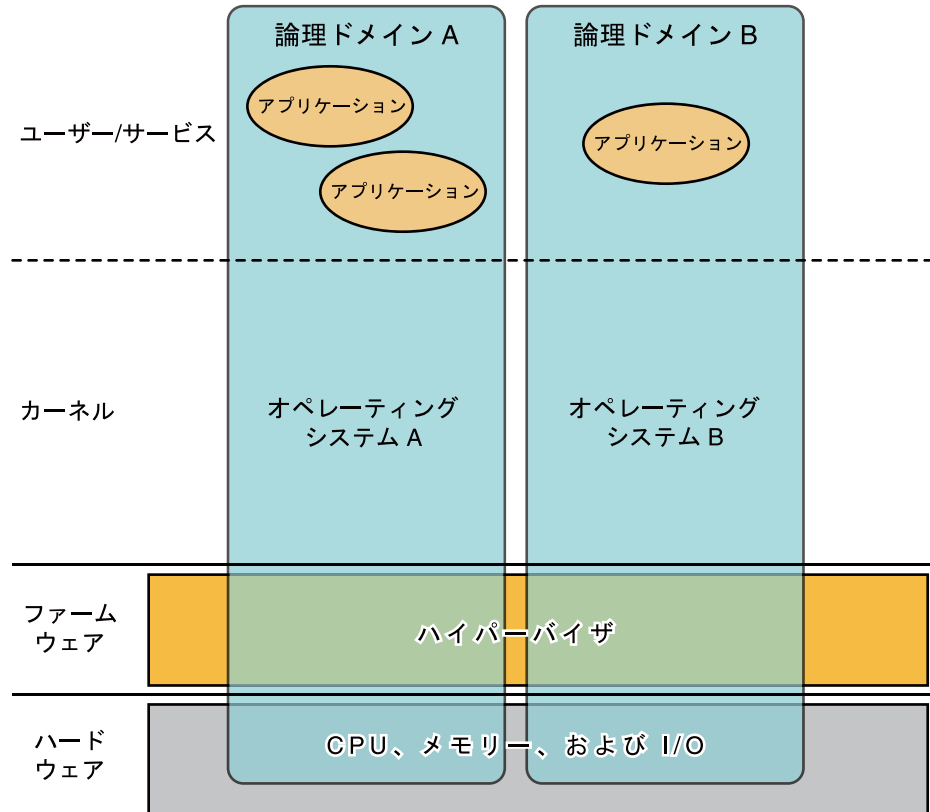 論理ドメイン A
論理ドメイン B
アプリケーション
アプリケーション
アプリケーション
ユーザー/サービス
カーネル
オペレーティング
システム A
オペレーティング
システム B
ファーム
ウェア
ハイパーバイザ
ハード
ウェア
CPU、メモリー、および I/O